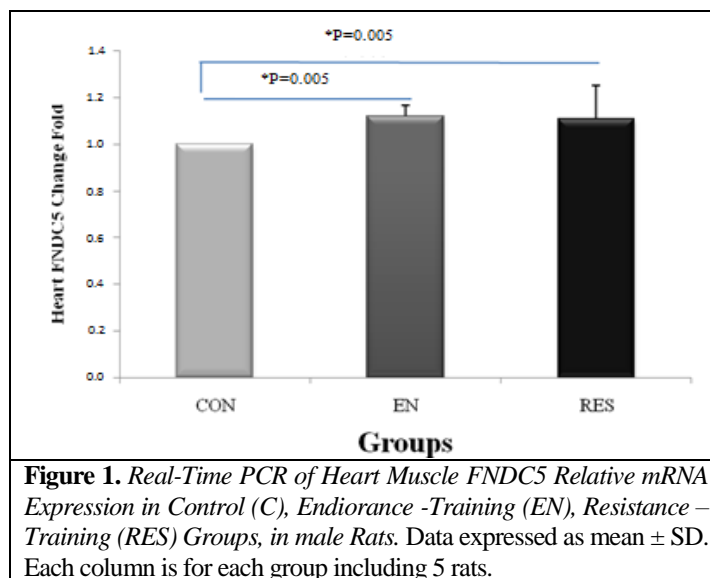 *P=0.005
*P=0.005
Heart FNDC5 Change Fold
1.4
1.2
1.0
0.8
0.6
0.4
0.2
0.0
CON EN RES
Groups
Figure 1. Real-Time PCR of Heart Muscle FNDC5 Relative mRNA
Expression in Control (C), Endiorance -Training (EN), Resistance –
Training (RES) Groups, in male Rats. Data expressed as mean ± SD.
Each column is for each group including 5 rats.